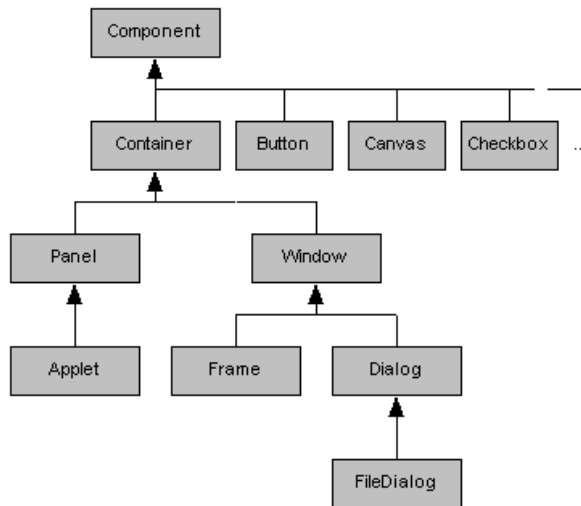 Component
Container
Button
Canvas
Checkbox
..
Panel
Window
Applet
Frame
Dialog
FileDialog